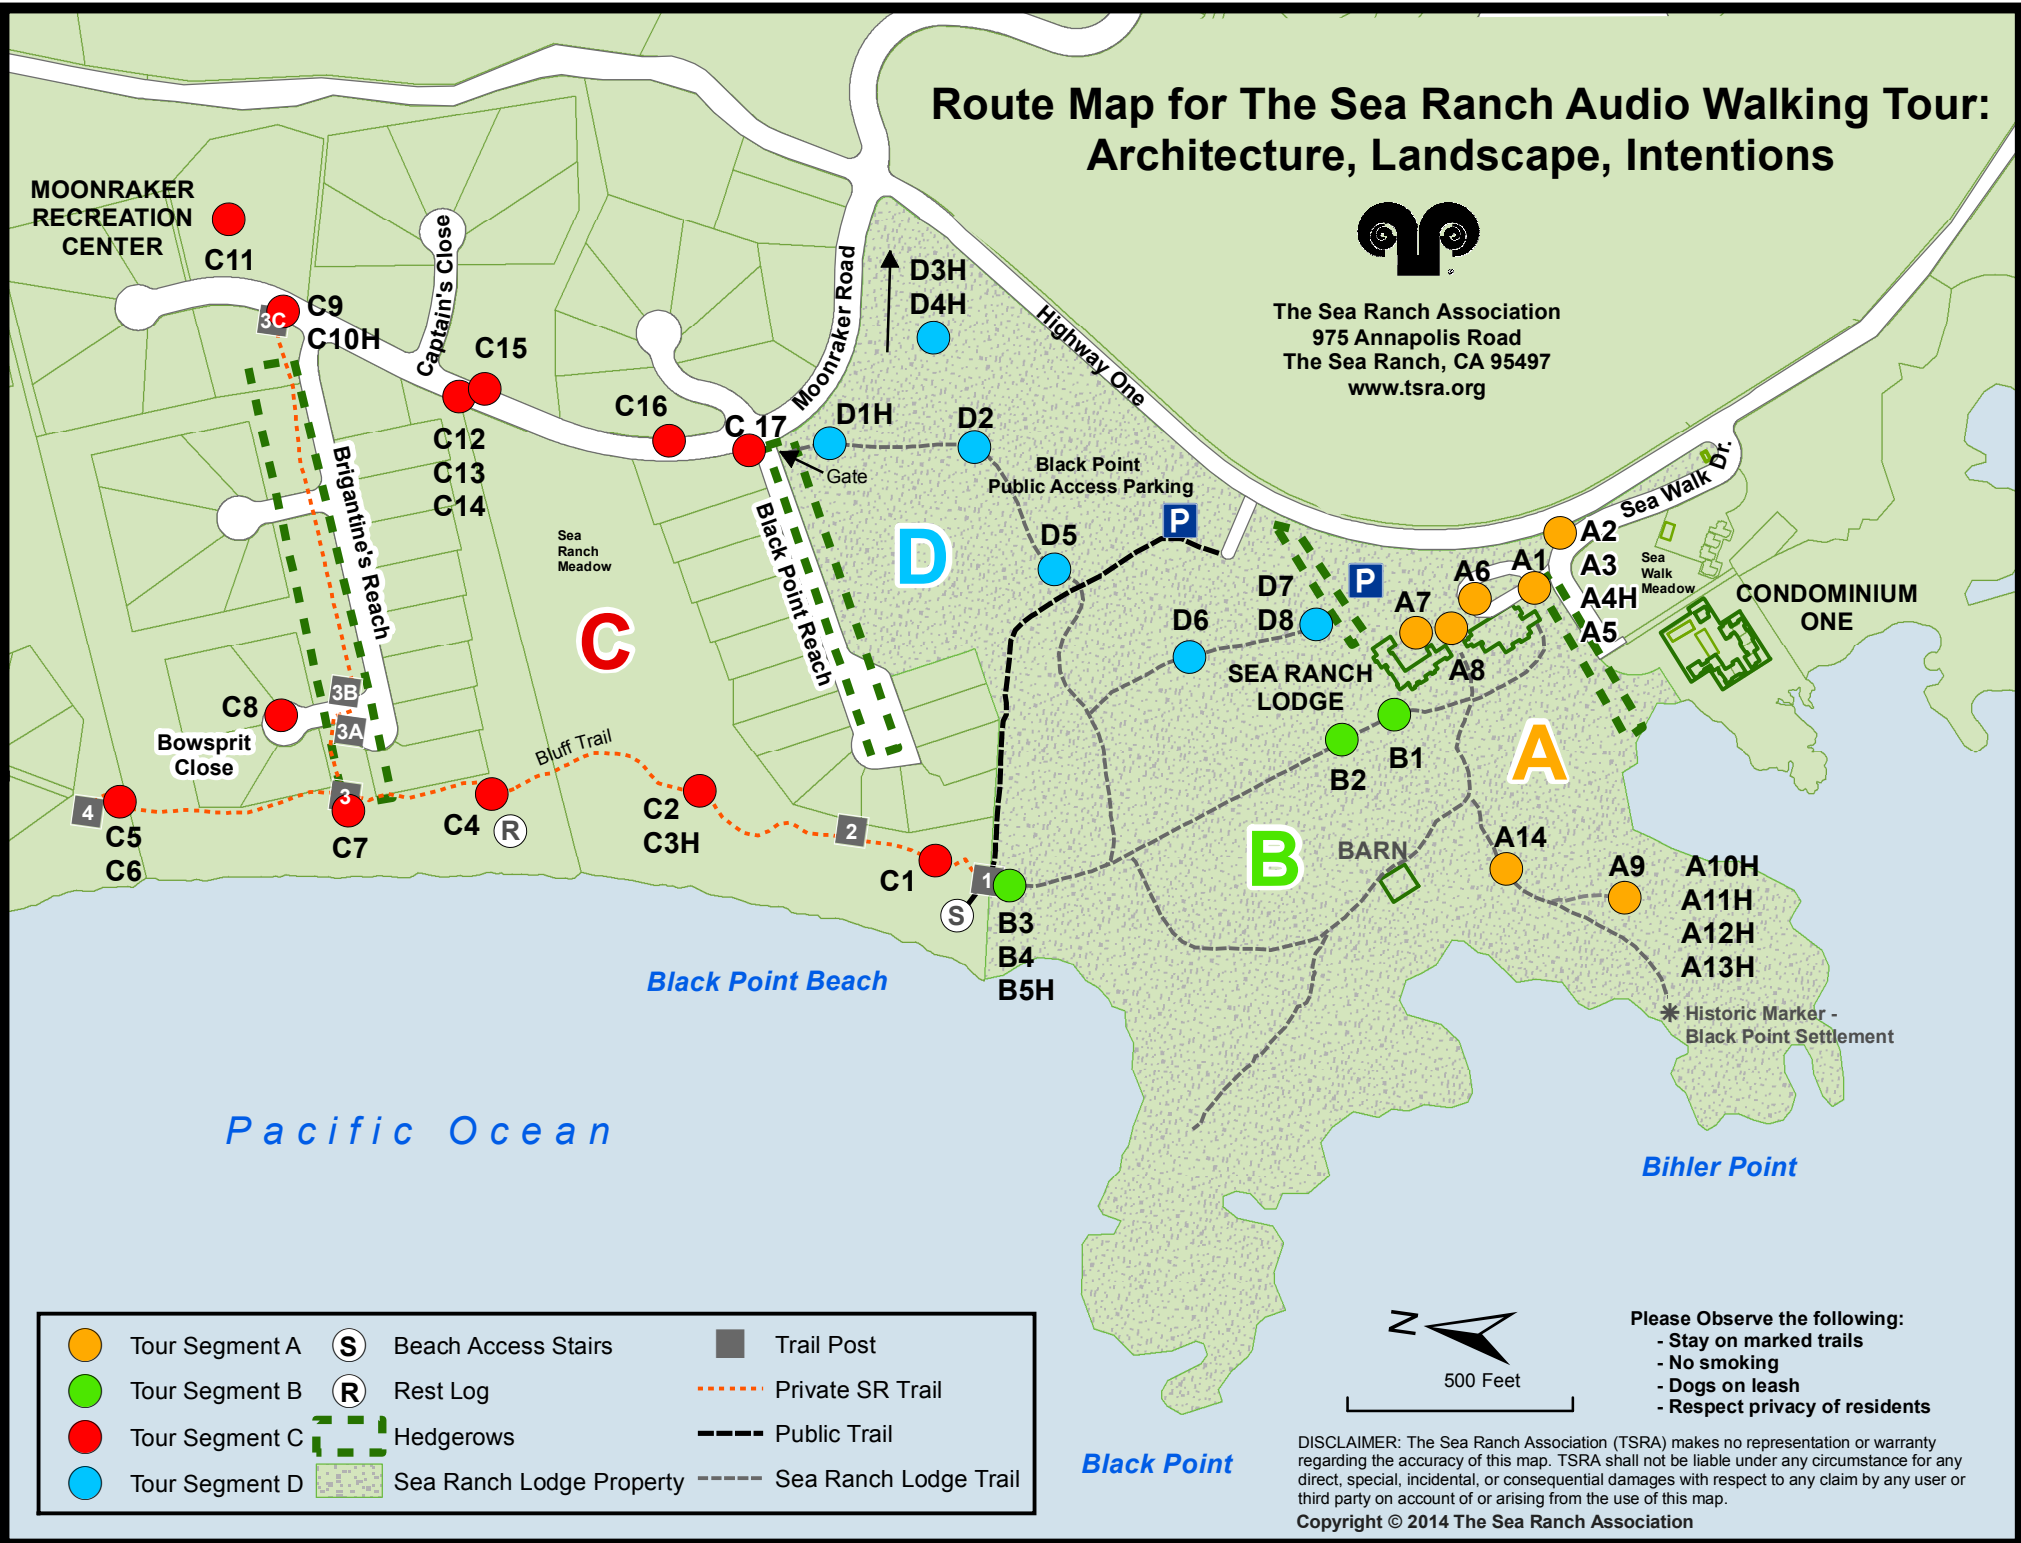 Route Map for The Sea Ranch Audio Walking Tour:
Architecture, Landscape, Intentions
The Sea Ranch Association
975 Annapolis Road
The Sea Ranch, CA 95497
www.tsra.org
MOONRAKER
RECREATION
CENTER
C11
3C
C9
C10H
Captain's Close
C15
C12
C13
C14
C16
C 17
Moonraker Road
Highway One
D3H
D4H
D1H
D2
Gate
Black Point
Public Access Parking
P
D5
D
Sea Walk Dr.
A2
A3
A4H
A5
Sea
Walk
Meadow
CONDOMINIUM
ONE
A1
A6
P
A7
A8
D7
D8
D6
SEA RANCH
LODGE
Brigantine's Reach
Black Point Reach
Sea
Ranch
Meadow
C
3B
3A
C8
Bowsprit
Close
Bluff Trail
4
C5
C6
3
C7
C4
R
C2
C3H
2
C1
1
S
B3
B4
B5H
B1
B2
B
A
BARN
A14
A9
A10H
A11H
A12H
A13H
Historic Marker -
Black Point Settlement
Black Point Beach
Pacific Ocean
Bihler Point
Black Point
Tour Segment A
Tour Segment B
Tour Segment C
Tour Segment D
S
Beach Access Stairs
R
Rest Log
Hedgerows
Sea Ranch Lodge Property
Trail Post
Private SR Trail
Public Trail
Sea Ranch Lodge Trail
N
500 Feet
Please Observe the following:
- Stay on marked trails
- No smoking
- Dogs on leash
- Respect privacy of residents
DISCLAIMER: The Sea Ranch Association (TSRA) makes no representation or warranty
regarding the accuracy of this map. TSRA shall not be liable under any circumstance for any
direct, special, incidental, or consequential damages with respect to any claim by any user or
third party on account of or arising from the use of this map.
Copyright © 2014 The Sea Ranch Association